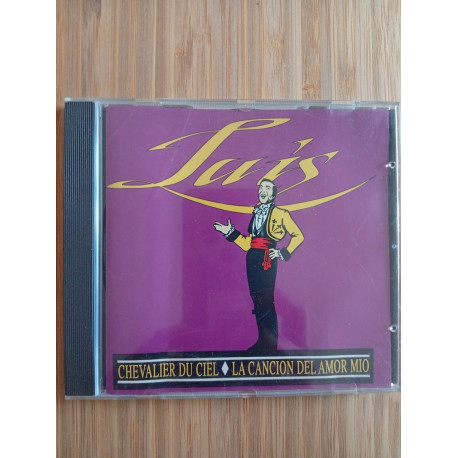 Luis
CHEVALIER DU CIEL ♦ LA CANCION DEL AMOR MIO